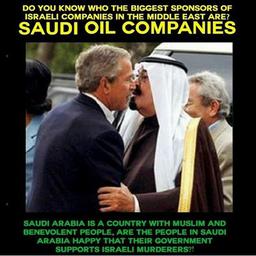 DO YOU KNOW WHO THE BIGGEST SPONSORS OF
ISRAELI COMPANIES IN THE MIDDLE EAST ARE?
SAUDI OIL COMPANIES
SAUDI ARABIA IS A COUNTRY WITH MUSLIM AND
BENEVOLENT PEOPLE, ARE THE PEOPLE IN SAUDI
ARABIA HAPPY THAT THEIR GOVERNMENT
SUPPORTS ISRAELI MURDERERS?!